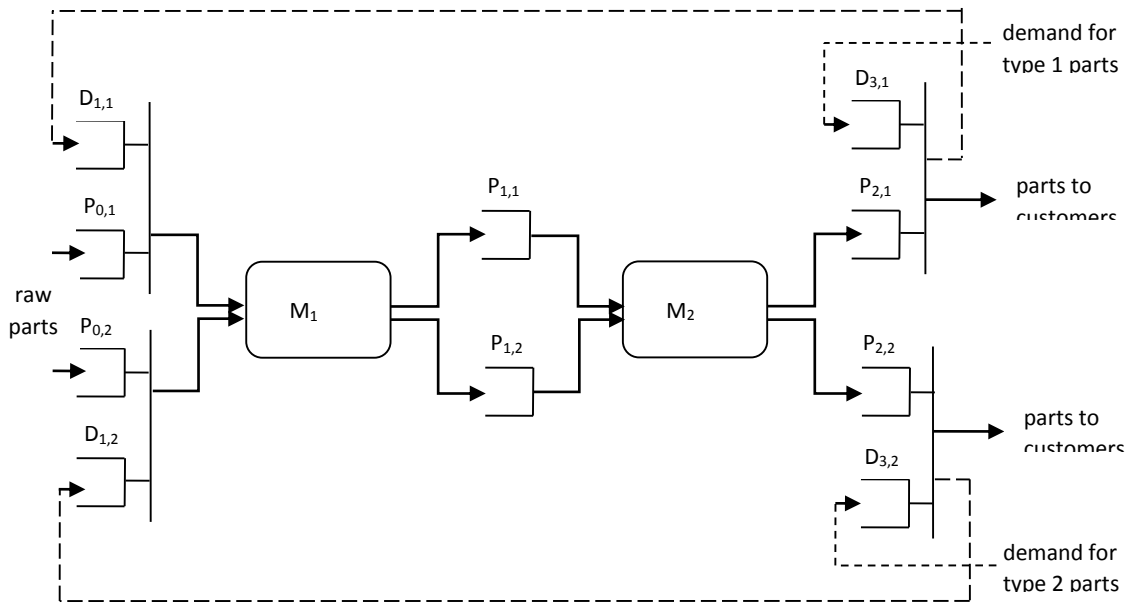 demand for
type 1 parts
D3,1
D1,1
P0,1
P1,1
P2,1
parts to
customers
raw
parts
M1
M2
P0,2
P1,2
P2,2
D1,2
parts to
customers
D3,2
demand for
type 2 parts